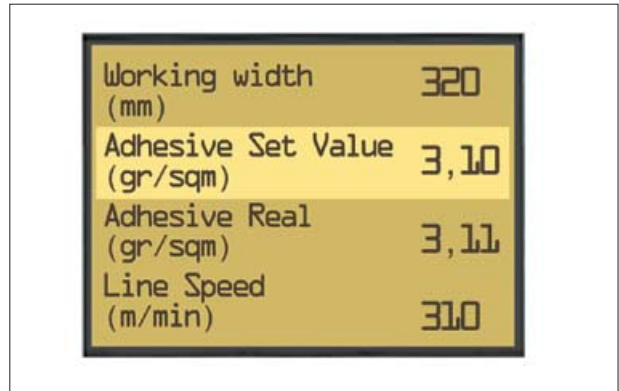 Working width 320
(mm)
Adhesive Set Value 3,10
(gr/sqm)
Adhesive Real 3,11
(gr/sqm)
Line Speed 310
(m/min)